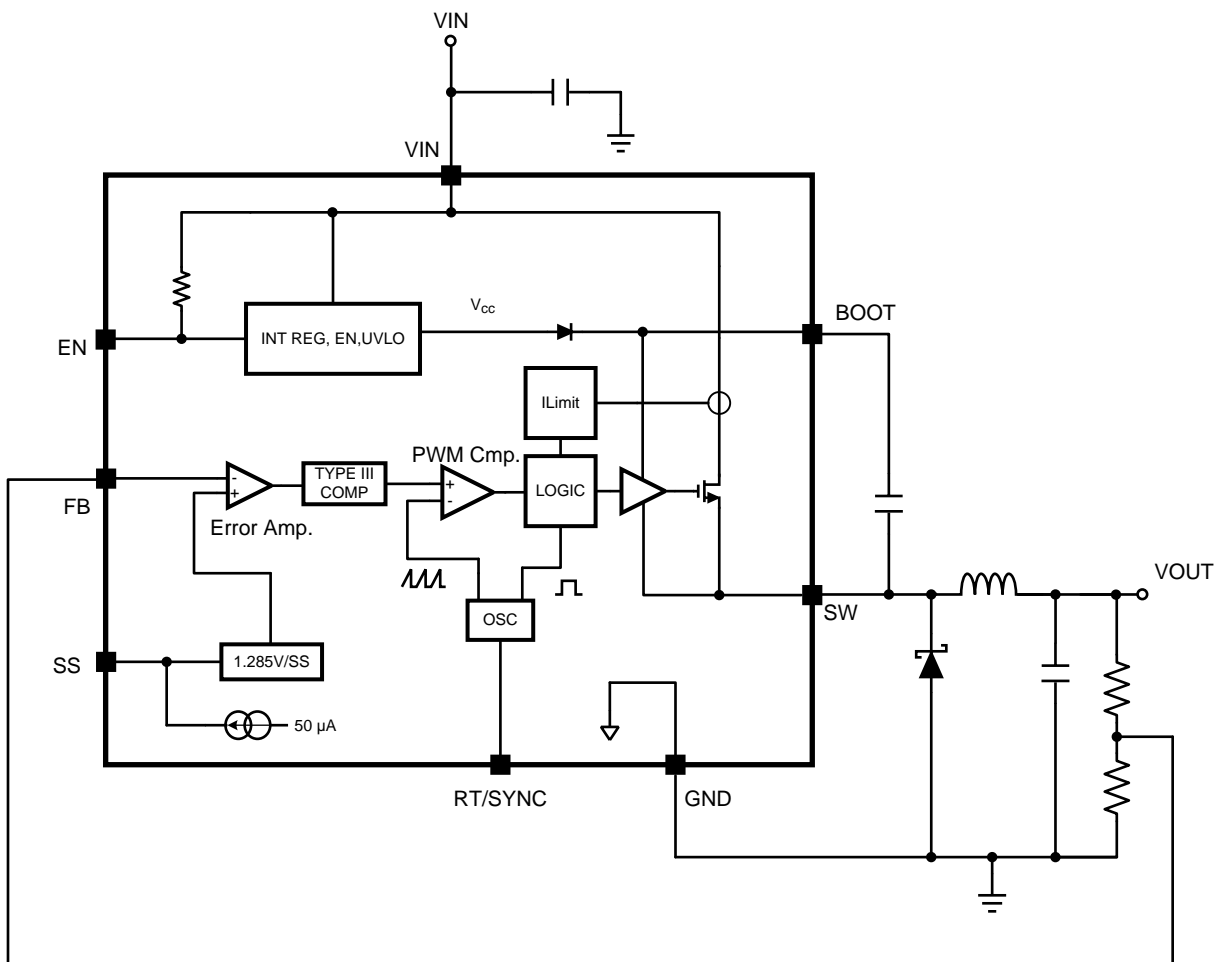 VIN
VIN
V_cc
BOOT
EN
INT REG, EN,UVLO
ILimit
PWM Cmp.
-
+
TYPE III
COMP
+
-
LOGIC
FB
Error Amp.
VOUT
OSC
SW
SS
1.285V/SS
50 µA
RT/SYNC
GND